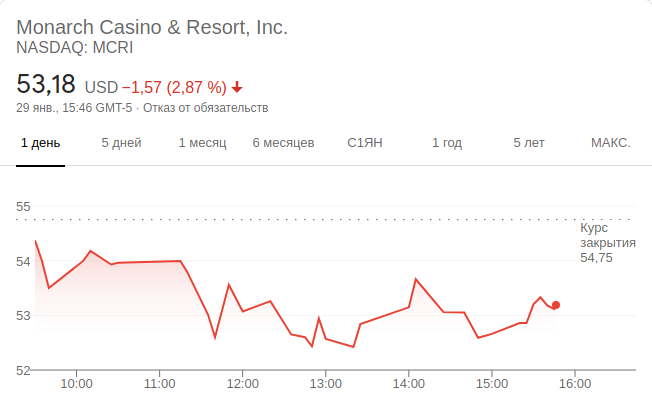 Monarch Casino & Resort, Inc.
NASDAQ: MCRI
53,18 USD −1,57 (2,87 %)
29 янв., 15:46 GMT-5 · Отказ от обязательств
1 день 5 дней 1 месяц 6 месяцев С1ЯН 1 год 5 лет МАКС.
55
Курс
закрытия
54,75
54
53
52
10:00 11:00 12:00 13:00 14:00 15:00 16:00